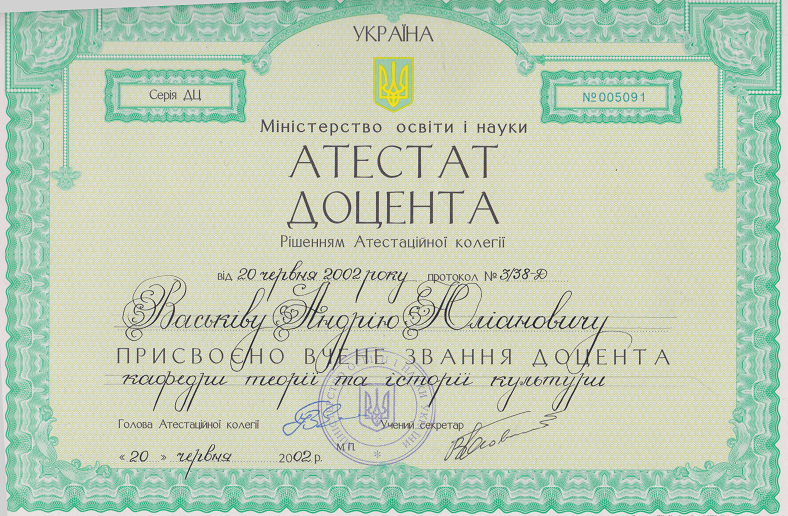 УКРАЇНА
Серія ДЦ
№005091
Міністерство освіти і науки
АТЕСТАТ
ДОЦЕНТА
Рішенням Атестаційної колегії
від 20 червня 2002 року протокол № 3/38-Д
Васьківу Андрію Юліановичу
ПРИСВОЄНО ВЧЕНЕ ЗВАННЯ ДОЦЕНТА
кафедри теорії та історії культури
Голова Атестаційної колегії
Учений секретар
М.П.
« 20 » червня 2002 р.